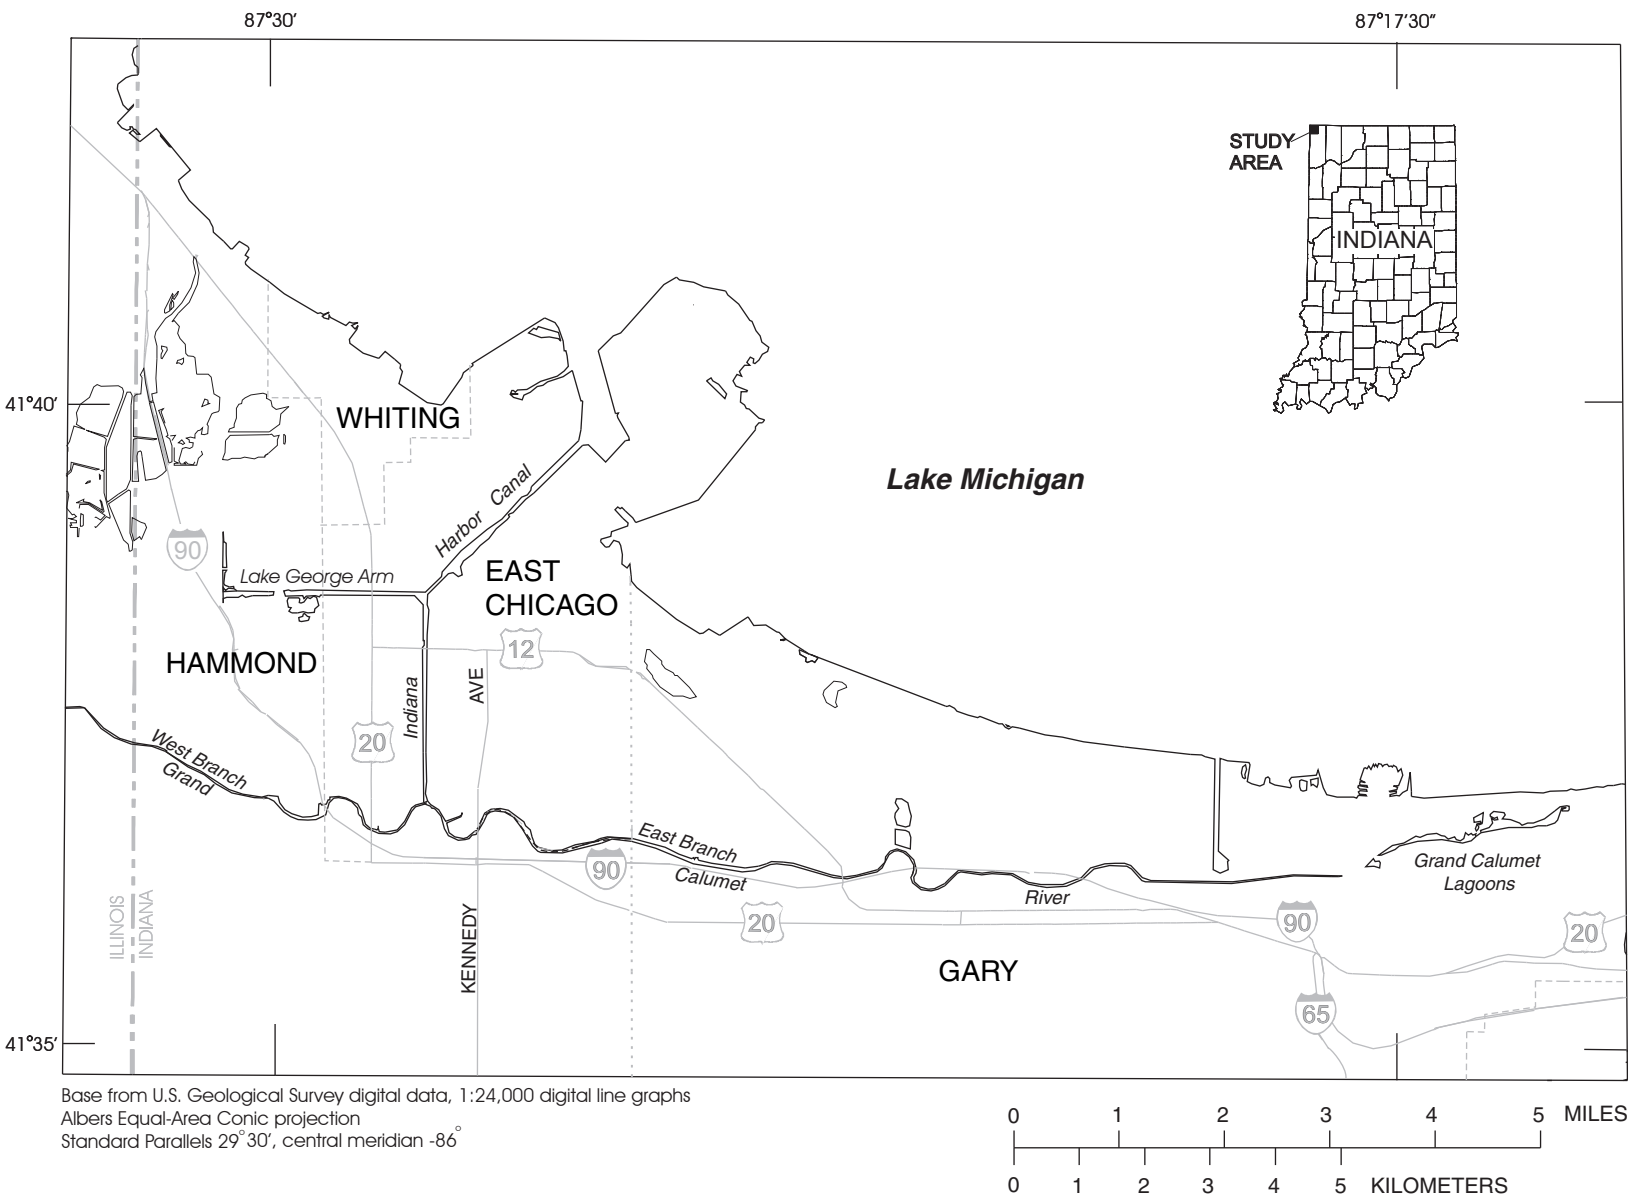 87°30′
87°17′30″
STUDY
AREA
INDIANA
41°40′
WHITING
Lake Michigan
Harbor Canal
90
Lake George Arm
EAST
CHICAGO
12
HAMMOND
AVE
Indiana
20
West Branch
Grand
East Branch
Calumet
90
Grand Calumet
Lagoons
River
ILLINOIS
INDIANA
KENNEDY
20
90
20
GARY
65
41°35′
Base from U.S. Geological Survey digital data, 1:24,000 digital line graphs
Albers Equal-Area Conic projection
Standard Parallels 29°30′, central meridian -86°
0 1 2 3 4 5 MILES
0 1 2 3 4 5 KILOMETERS